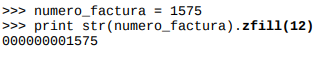 >>> numero_factura = 1575
>>> print str(numero_factura).zfill(12)
000000001575